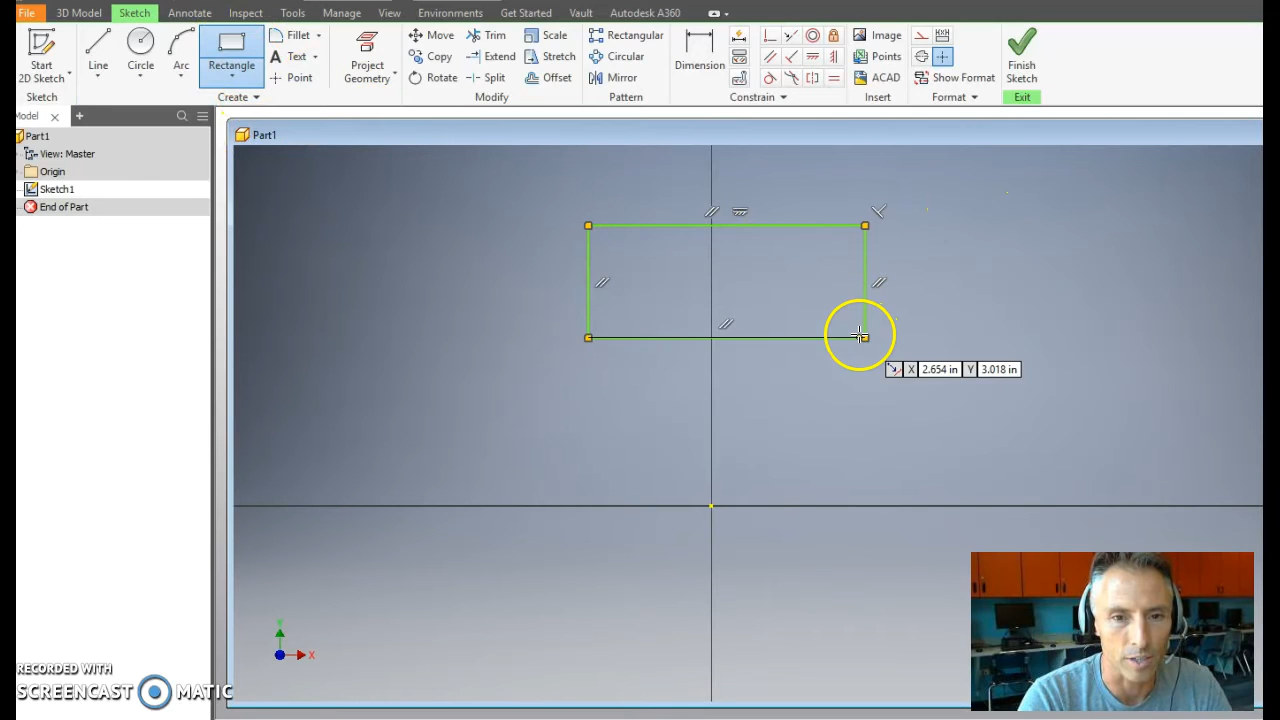 File 3D Model Sketch Annotate Inspect Tools Manage View Environments Get Started Vault Autodesk A360
Start
2D Sketch
Line
Circle
Arc
Rectangle
Fillet
Text
Point
Project
Geometry
Move
Copy
Rotate
Trim
Extend
Split
Scale
Stretch
Offset
Rectangular
Circular
Mirror
Dimension
Image
Points
ACAD
Show Format
Finish
Sketch
Sketch Create Modify Pattern Constrain Insert Format Exit
Model
Part1
View: Master
Origin
Sketch1
End of Part
Part1
X 2.654 in Y 3.018 in
Y
X
RECORDED WITH
SCREENCAST MATIC